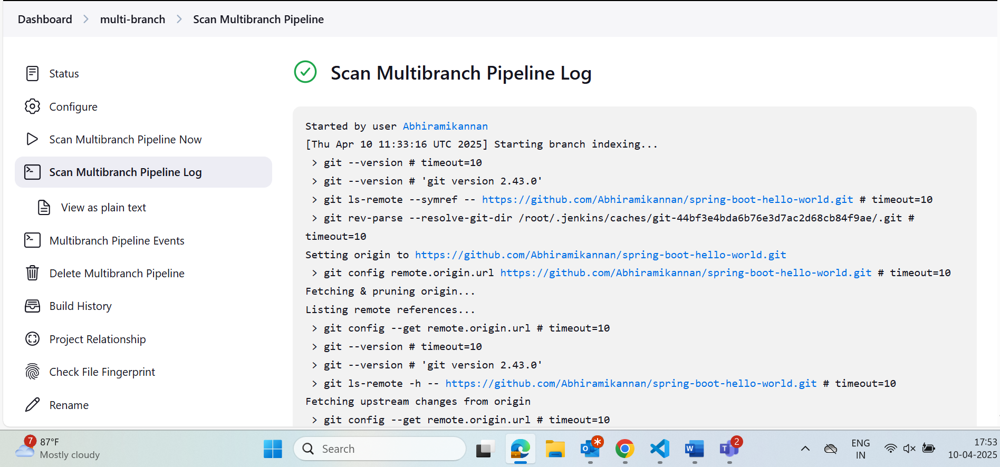 Dashboard > multi-branch > Scan Multibranch Pipeline
Status
Configure
Scan Multibranch Pipeline Now
Scan Multibranch Pipeline Log
View as plain text
Multibranch Pipeline Events
Delete Multibranch Pipeline
Build History
Project Relationship
Check File Fingerprint
Rename
Scan Multibranch Pipeline Log
Started by user Abhiramikannan
[Thu Apr 10 11:33:16 UTC 2025] Starting branch indexing...
 > git --version # timeout=10
 > git --version # 'git version 2.43.0'
 > git ls-remote --symref -- https://github.com/Abhiramikannan/spring-boot-hello-world.git # timeout=10
 > git rev-parse --resolve-git-dir /root/.jenkins/caches/git-44bf3e4bda6b76e3d7ac2d68cb84f9ae/.git #
timeout=10
Setting origin to https://github.com/Abhiramikannan/spring-boot-hello-world.git
 > git config remote.origin.url https://github.com/Abhiramikannan/spring-boot-hello-world.git # timeout=10
Fetching & pruning origin...
Listing remote references...
 > git config --get remote.origin.url # timeout=10
 > git --version # timeout=10
 > git --version # 'git version 2.43.0'
 > git ls-remote -h -- https://github.com/Abhiramikannan/spring-boot-hello-world.git # timeout=10
Fetching upstream changes from origin
 > git config --get remote.origin.url # timeout=10
7
87°F
Mostly cloudy
Search
2
ENG
IN
17:53
10-04-2025